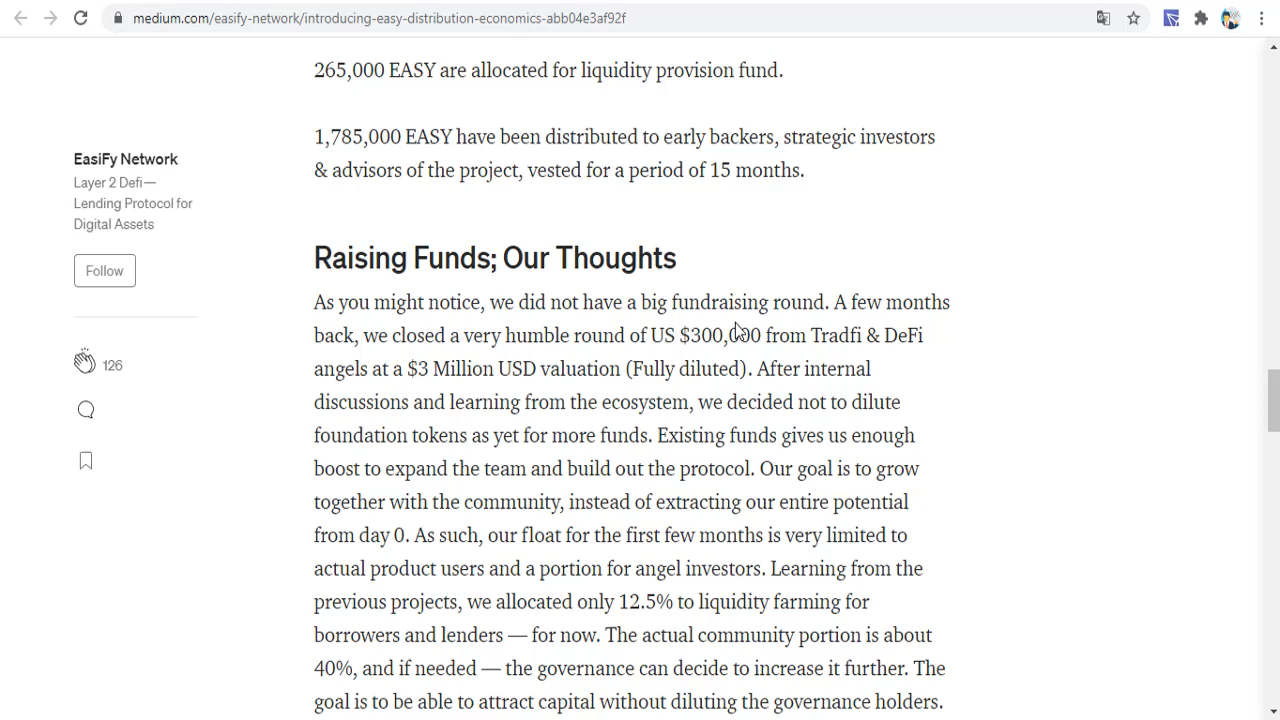 medium.com/easify-network/introducing-easy-distribution-economics-abb04e3af92f
265,000 EASY are allocated for liquidity provision fund.
1,785,000 EASY have been distributed to early backers, strategic investors
& advisors of the project, vested for a period of 15 months.
EasiFy Network
Layer 2 Defi—
Lending Protocol for
Digital Assets
Follow
126
Raising Funds; Our Thoughts
As you might notice, we did not have a big fundraising round. A few months
back, we closed a very humble round of US $300,000 from Tradfi & DeFi
angels at a $3 Million USD valuation (Fully diluted). After internal
discussions and learning from the ecosystem, we decided not to dilute
foundation tokens as yet for more funds. Existing funds gives us enough
boost to expand the team and build out the protocol. Our goal is to grow
together with the community, instead of extracting our entire potential
from day 0. As such, our float for the first few months is very limited to
actual product users and a portion for angel investors. Learning from the
previous projects, we allocated only 12.5% to liquidity farming for
borrowers and lenders — for now. The actual community portion is about
40%, and if needed — the governance can decide to increase it further. The
goal is to be able to attract capital without diluting the governance holders.